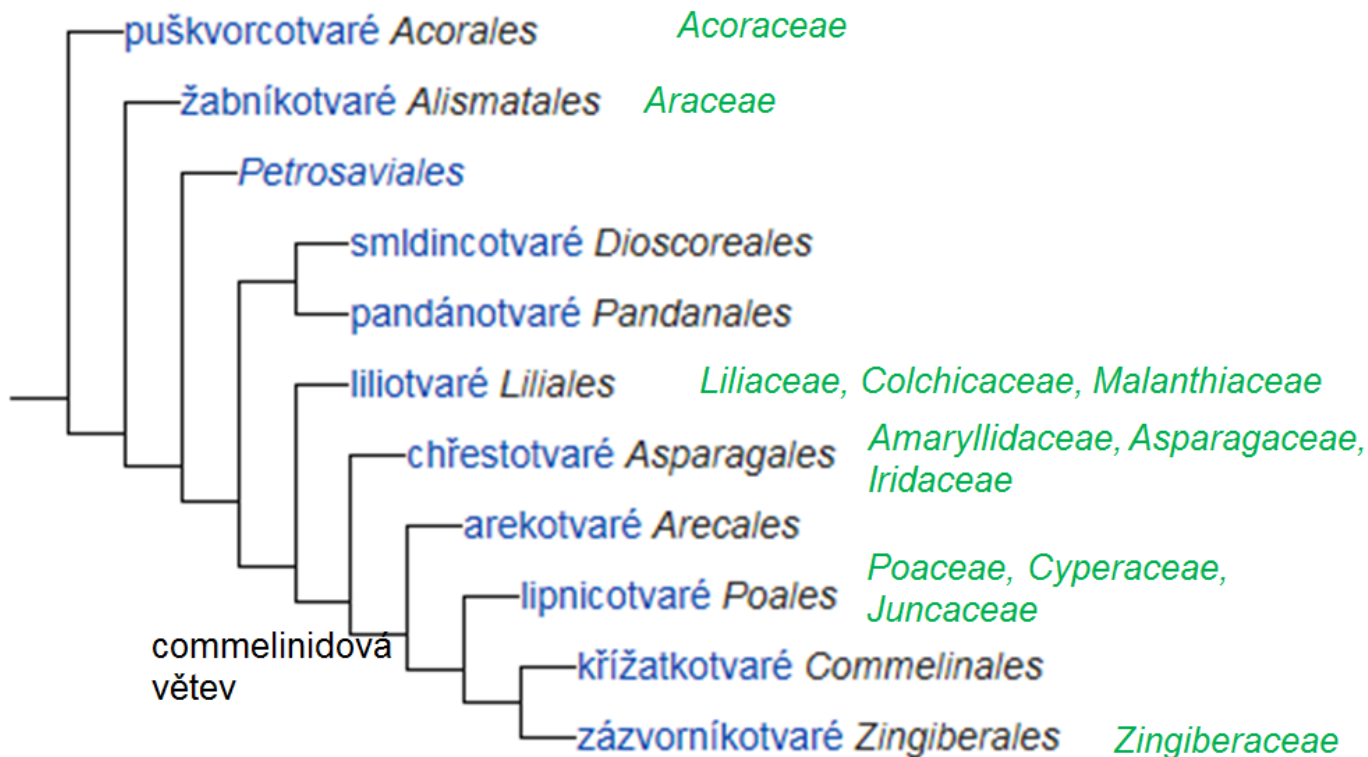 puškvorcotvaré Acorales Acoraceae
žabníkotvaré Alismatales Araceae
Petrosaviales
smldincotvaré Dioscoreales
pandánotvaré Pandanales
liliotvaré Liliales Liliaceae, Colchicaceae, Malanthiaceae
chřestotvaré Asparagales Amaryllidaceae, Asparagaceae,
Iridaceae
arekotvaré Arecales
lipnicotvaré Poales Poaceae, Cyperaceae,
Juncaceae
commelinidová
větev
křížatkotvaré Commelinales
zázvorníkotvaré Zingiberales Zingiberaceae